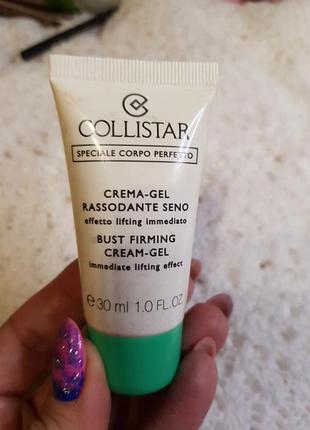 COLLISTAR
SPECIALE CORPO PERFETTO
CREMA-GEL
RASSODANTE SENO
effetto lifting immediato
BUST FIRMING
CREAM-GEL
immediate lifting effect
℮ 30 ml 1.0 FL.OZ